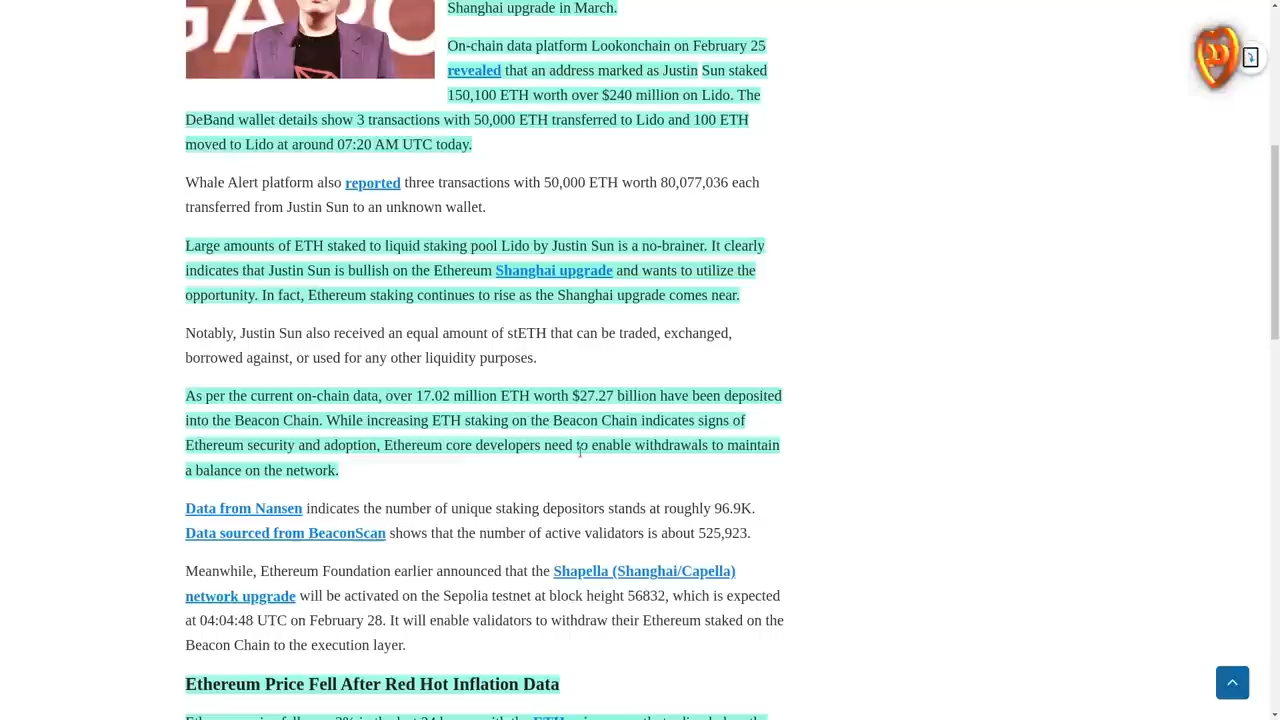 GAPO
Shanghai upgrade in March.
On-chain data platform Lookonchain on February 25
revealed that an address marked as Justin Sun staked
150,100 ETH worth over $240 million on Lido. The
DeBand wallet details show 3 transactions with 50,000 ETH transferred to Lido and 100 ETH
moved to Lido at around 07:20 AM UTC today.
Whale Alert platform also reported three transactions with 50,000 ETH worth 80,077,036 each
transferred from Justin Sun to an unknown wallet.
Large amounts of ETH staked to liquid staking pool Lido by Justin Sun is a no-brainer. It clearly
indicates that Justin Sun is bullish on the Ethereum Shanghai upgrade and wants to utilize the
opportunity. In fact, Ethereum staking continues to rise as the Shanghai upgrade comes near.
Notably, Justin Sun also received an equal amount of stETH that can be traded, exchanged,
borrowed against, or used for any other liquidity purposes.
As per the current on-chain data, over 17.02 million ETH worth $27.27 billion have been deposited
into the Beacon Chain. While increasing ETH staking on the Beacon Chain indicates signs of
Ethereum security and adoption, Ethereum core developers need to enable withdrawals to maintain
a balance on the network.
Data from Nansen indicates the number of unique staking depositors stands at roughly 96.9K.
Data sourced from BeaconScan shows that the number of active validators is about 525,923.
Meanwhile, Ethereum Foundation earlier announced that the Shapella (Shanghai/Capella)
network upgrade will be activated on the Sepolia testnet at block height 56832, which is expected
at 04:04:48 UTC on February 28. It will enable validators to withdraw their Ethereum staked on the
Beacon Chain to the execution layer.
Ethereum Price Fell After Red Hot Inflation Data